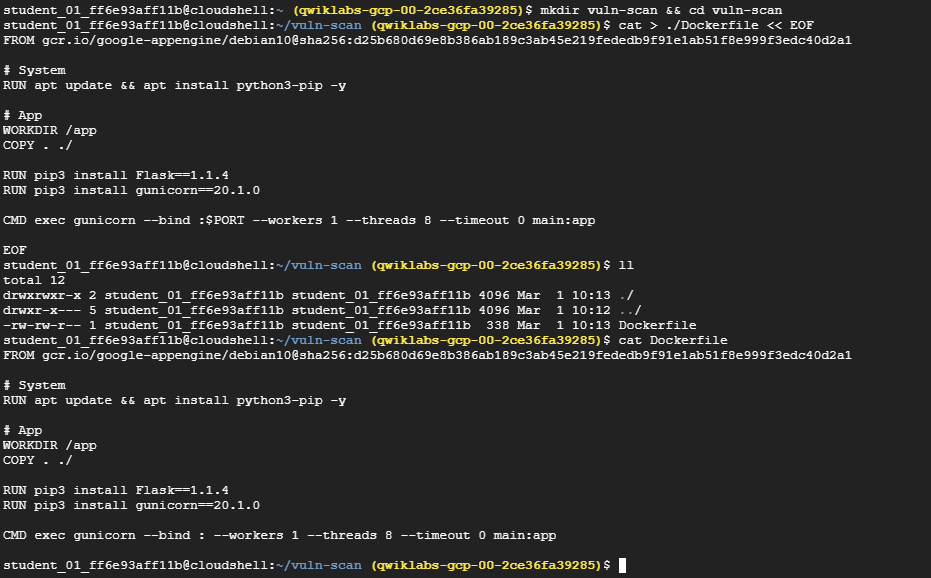 student_01_ff6e93aff11b@cloudshell:~ (qwiklabs-gcp-00-2ce36fa39285)$ mkdir vuln-scan && cd vuln-scan
student_01_ff6e93aff11b@cloudshell:~/vuln-scan (qwiklabs-gcp-00-2ce36fa39285)$ cat > ./Dockerfile << EOF
FROM gcr.io/google-appengine/debian10@sha256:d25b680d69e8b386ab189c3ab45e219fededb9f91e1ab51f8e999f3edc40d2a1
# System
RUN apt update && apt install python3-pip -y
# App
WORKDIR /app
COPY . ./
RUN pip3 install Flask==1.1.4
RUN pip3 install gunicorn==20.1.0
CMD exec gunicorn --bind :$PORT --workers 1 --threads 8 --timeout 0 main:app
EOF
student_01_ff6e93aff11b@cloudshell:~/vuln-scan (qwiklabs-gcp-00-2ce36fa39285)$ ll
total 12
drwxrwxr-x 2 student_01_ff6e93aff11b student_01_ff6e93aff11b 4096 Mar  1 10:13 ./
drwxr-x--- 5 student_01_ff6e93aff11b student_01_ff6e93aff11b 4096 Mar  1 10:12 ../
-rw-rw-r-- 1 student_01_ff6e93aff11b student_01_ff6e93aff11b  338 Mar  1 10:13 Dockerfile
student_01_ff6e93aff11b@cloudshell:~/vuln-scan (qwiklabs-gcp-00-2ce36fa39285)$ cat Dockerfile
FROM gcr.io/google-appengine/debian10@sha256:d25b680d69e8b386ab189c3ab45e219fededb9f91e1ab51f8e999f3edc40d2a1
# System
RUN apt update && apt install python3-pip -y
# App
WORKDIR /app
COPY . ./
RUN pip3 install Flask==1.1.4
RUN pip3 install gunicorn==20.1.0
CMD exec gunicorn --bind : --workers 1 --threads 8 --timeout 0 main:app
student_01_ff6e93aff11b@cloudshell:~/vuln-scan (qwiklabs-gcp-00-2ce36fa39285)$